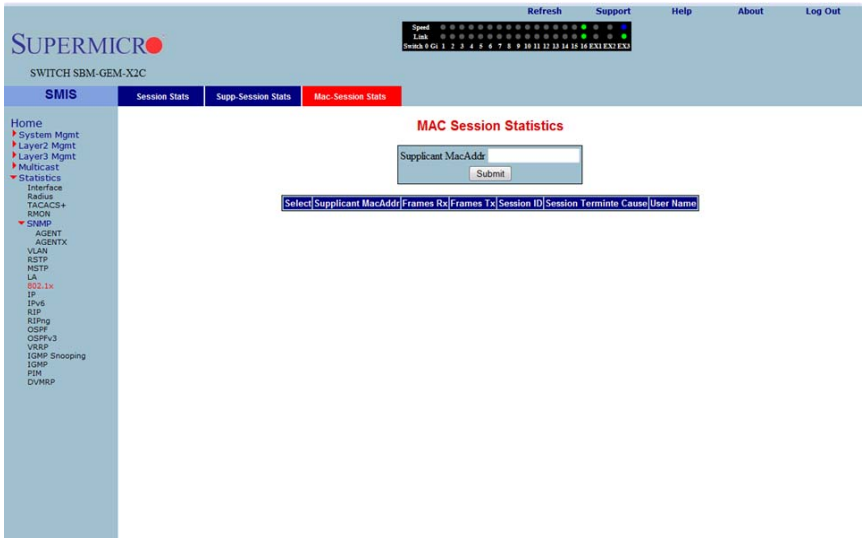 Refresh Support Help About Log Out
SUPERMICR
Speed
Link
Switch 0 Gi 1 2 3 4 5 6 7 8 9 10 11 12 13 14 15 16 EX1 EX2 EX3
SWITCH SBM-GEM-X2C
SMIS
Session Stats Supp-Session Stats Mac-Session Stats
Home
System Mgmt
Layer2 Mgmt
Layer3 Mgmt
Multicast
Statistics
Interface
Radius
TACACS+
RMON
SNMP
AGENT
AGENTX
VLAN
RSTP
MSTP
LA
802.1x
IP
IPv6
RIP
RIPng
OSPF
OSPFv3
VRRP
IGMP Snooping
IGMP
PIM
DVMRP
MAC Session Statistics
Supplicant MacAddr
Submit
Select Supplicant MacAddr Frames Rx Frames Tx Session ID Session Terminte Cause User Name